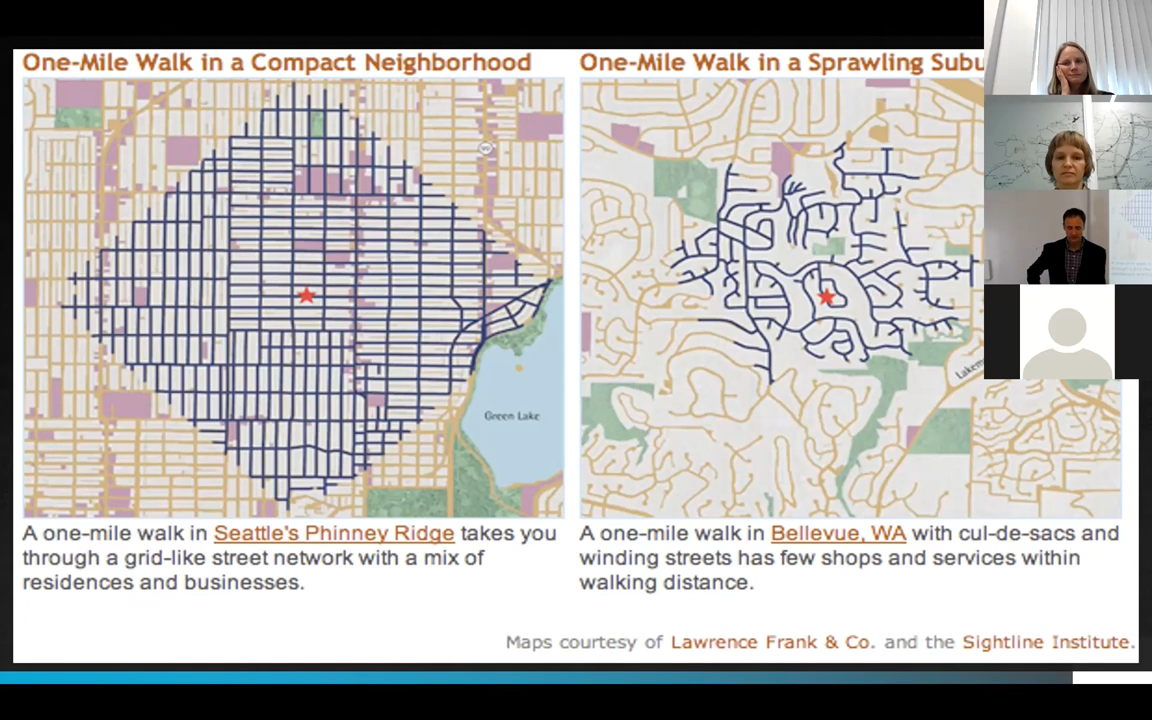 One-Mile Walk in a Compact Neighborhood
One-Mile Walk in a Sprawling Subu
99
Green Lake
Lakem
A one-mile walk in Seattle's Phinney Ridge takes you
through a grid-like street network with a mix of
residences and businesses.
A one-mile walk in Bellevue, WA with cul-de-sacs and
winding streets has few shops and services within
walking distance.
Maps courtesy of Lawrence Frank & Co. and the Sightline Institute.